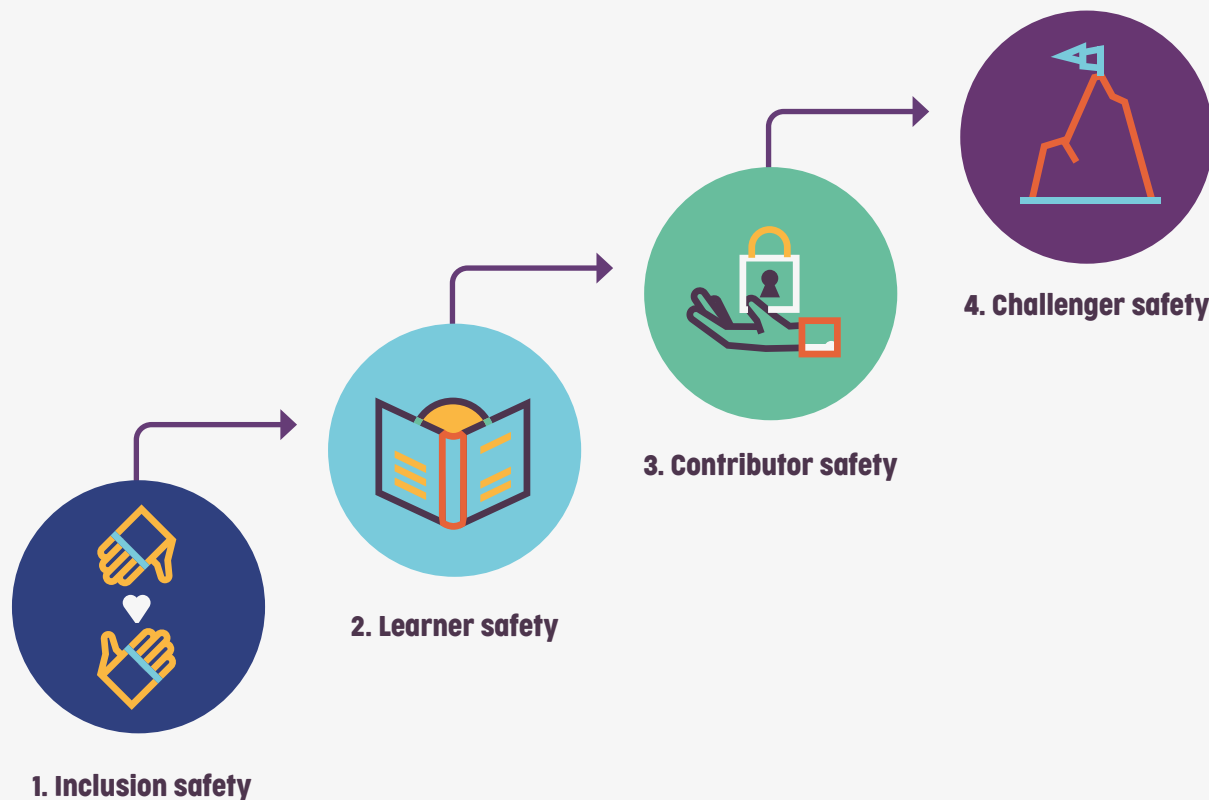 4. Challenger safety
3. Contributor safety
2. Learner safety
1. Inclusion safety